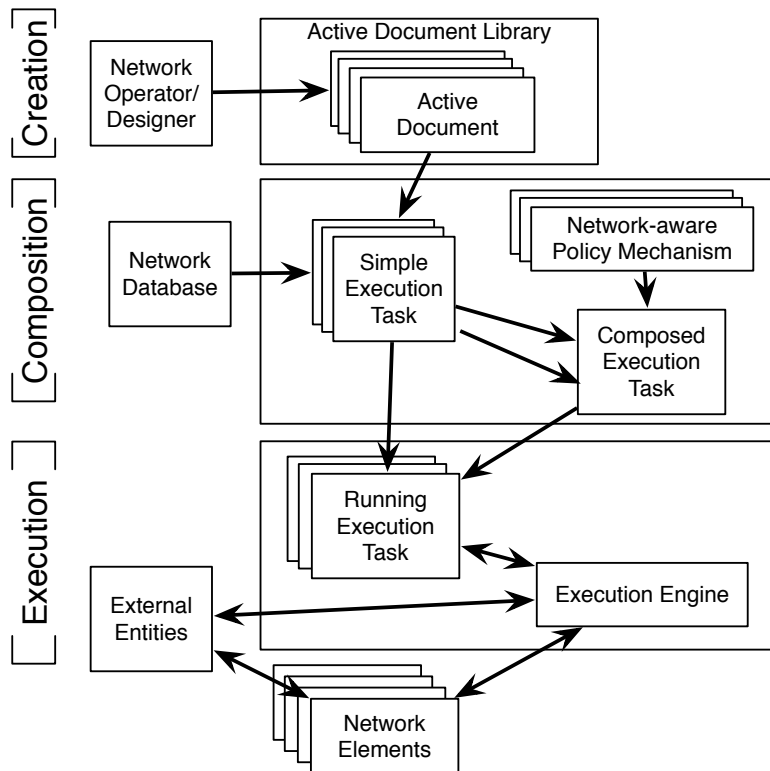 Creation
Active Document Library
Network
Operator/
Designer
Active
Document
Composition
Network-aware
Policy Mechanism
Network
Database
Simple
Execution
Task
Composed
Execution
Task
Execution
Running
Execution
Task
External
Entities
Execution Engine
Network
Elements